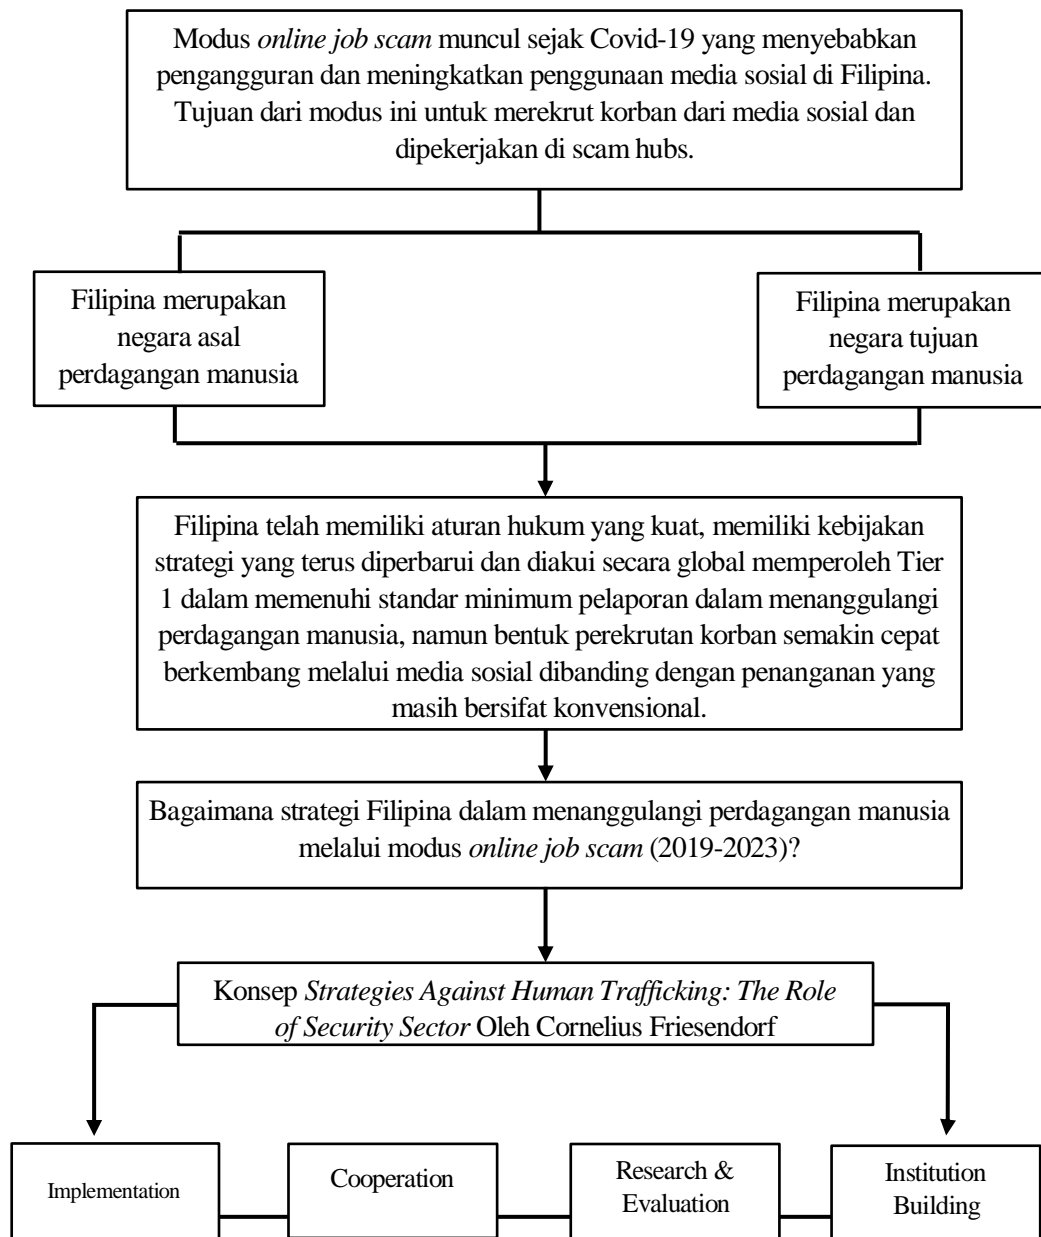 Modus online job scam muncul sejak Covid-19 yang menyebabkan
pengangguran dan meningkatkan penggunaan media sosial di Filipina.
Tujuan dari modus ini untuk merekrut korban dari media sosial dan
dipekerjakan di scam hubs.
Filipina merupakan
negara asal
perdagangan manusia
Filipina merupakan
negara tujuan
perdagangan manusia
Filipina telah memiliki aturan hukum yang kuat, memiliki kebijakan
strategi yang terus diperbarui dan diakui secara global memperoleh Tier
1 dalam memenuhi standar minimum pelaporan dalam menanggulangi
perdagangan manusia, namun bentuk perekrutan korban semakin cepat
berkembang melalui media sosial dibanding dengan penanganan yang
masih bersifat konvensional.
Bagaimana strategi Filipina dalam menanggulangi perdagangan manusia
melalui modus online job scam (2019-2023)?
Konsep Strategies Against Human Trafficking: The Role
of Security Sector Oleh Cornelius Friesendorf
Implementation
Cooperation
Research &
Evaluation
Institution
Building